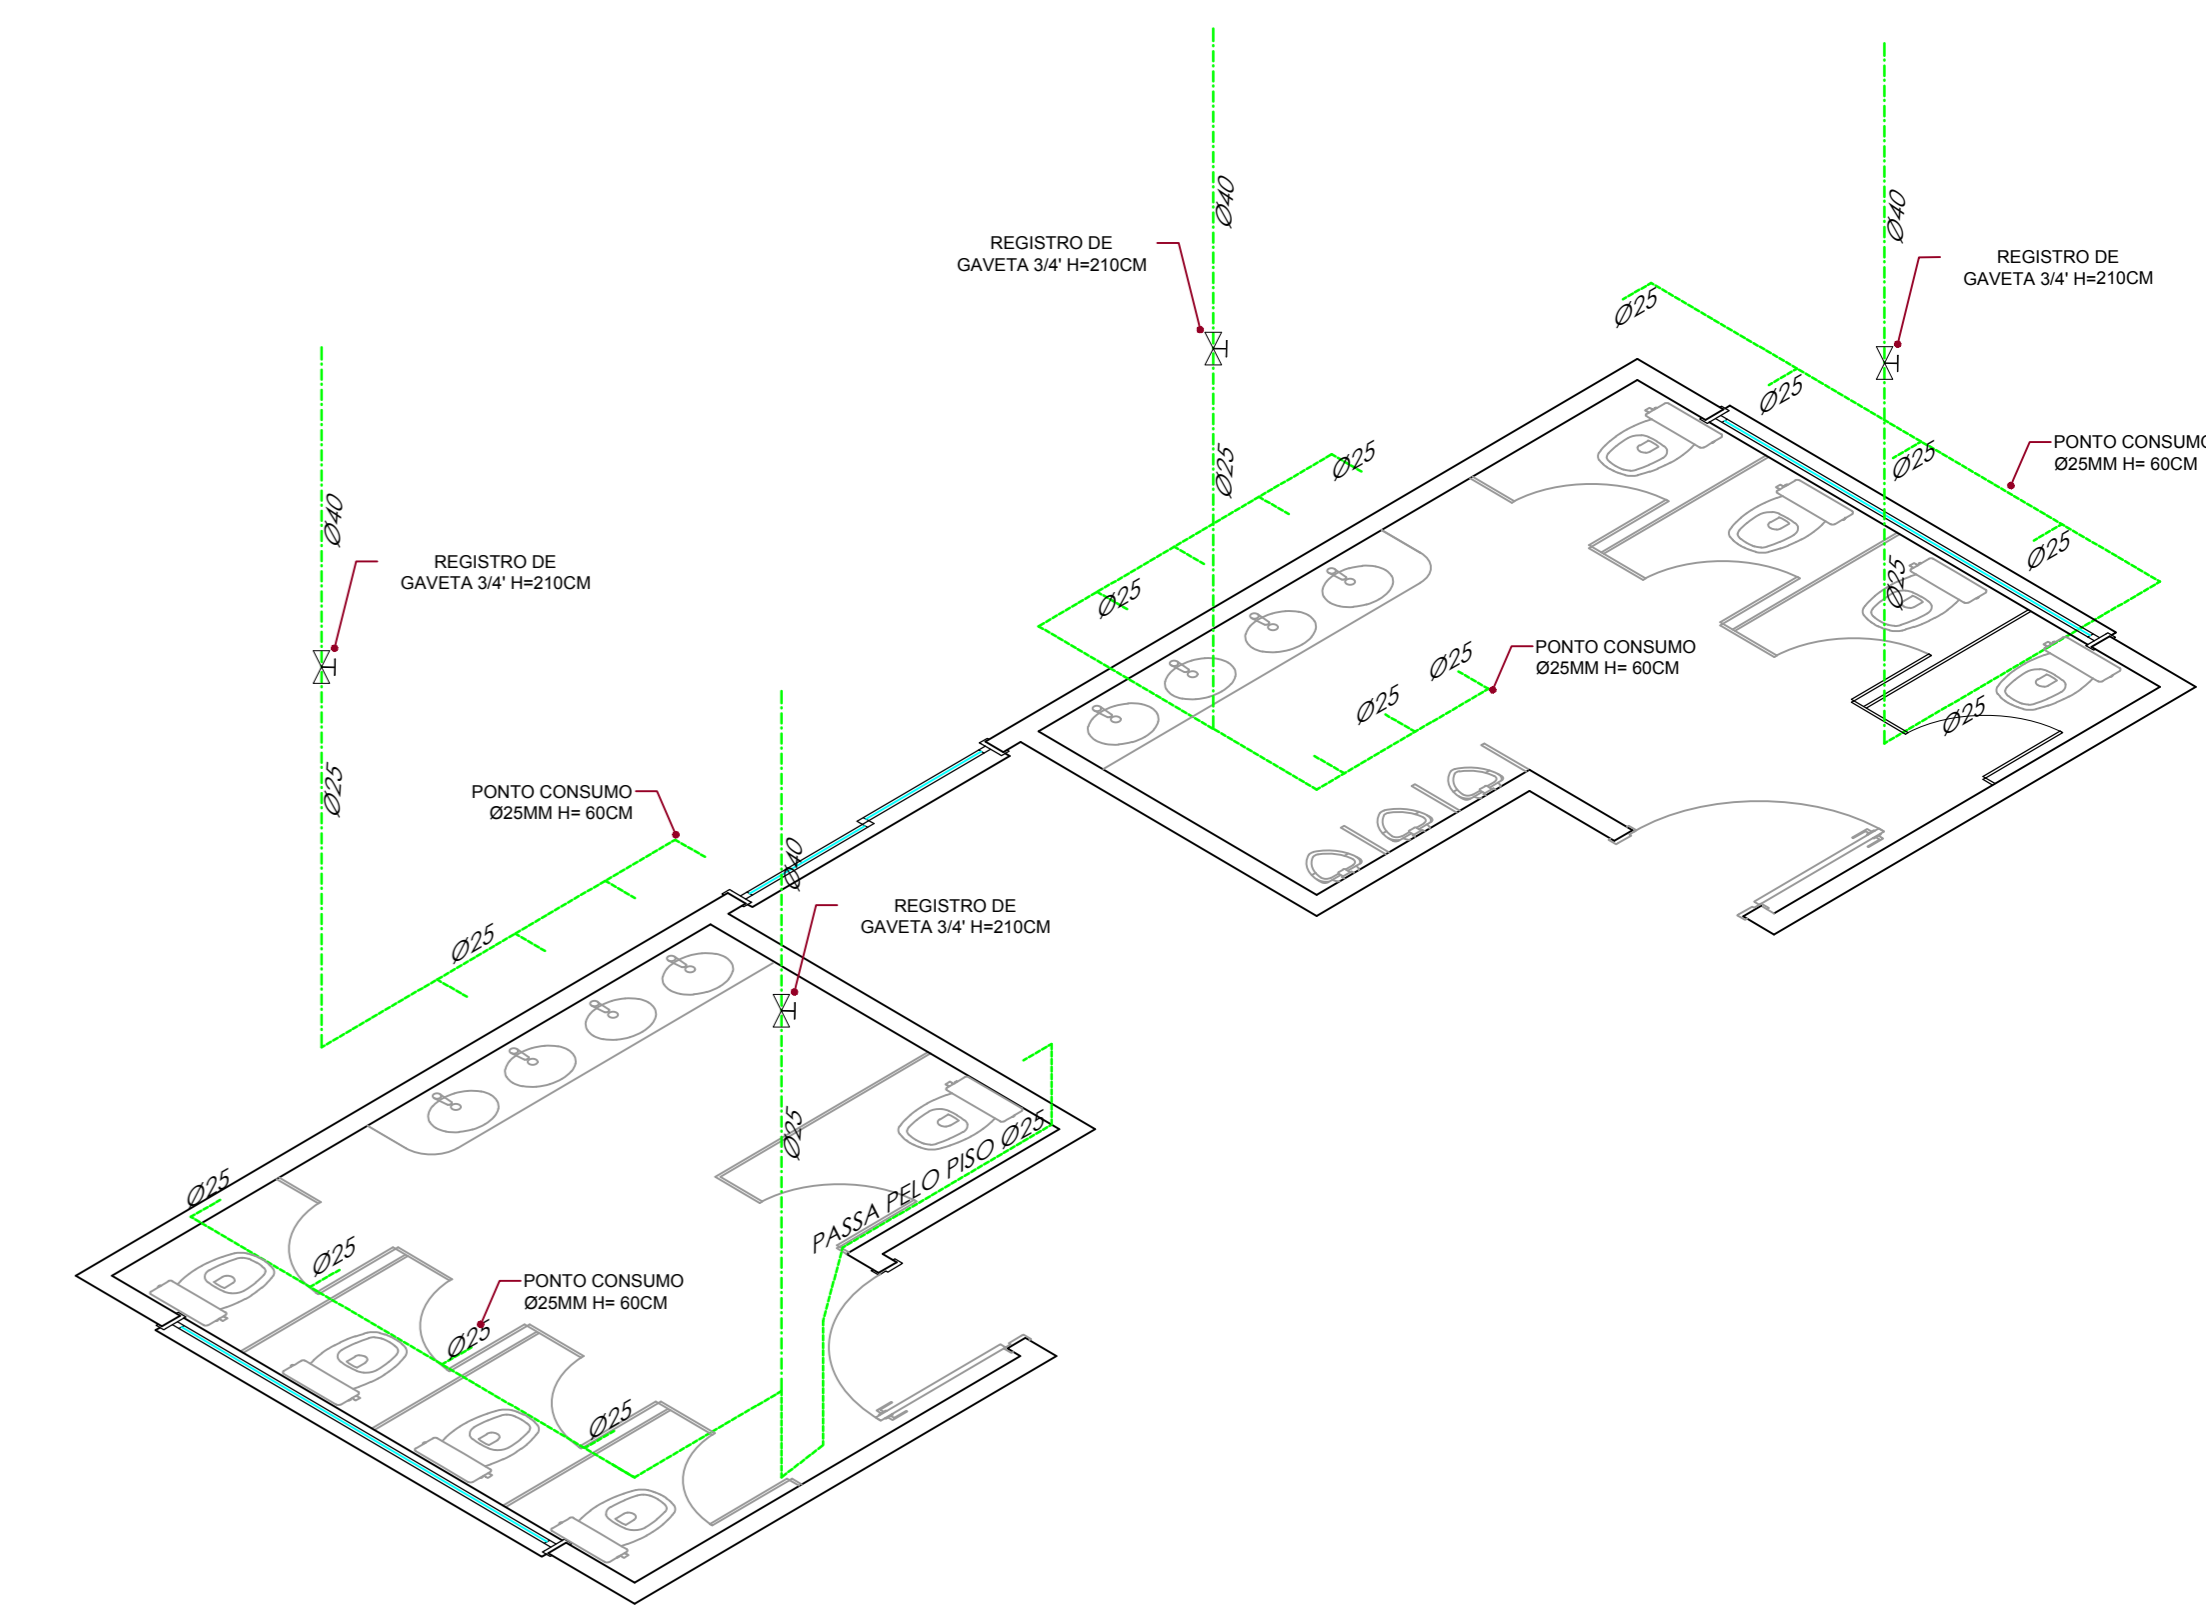 Ø40
Ø40
REGISTRO DE
GAVETA 3/4' H=210CM
REGISTRO DE
GAVETA 3/4' H=210CM
Ø25
Ø25
Ø25
PONTO CONSUMO
Ø25MM H= 60CM
Ø25
Ø25
Ø40
Ø25
REGISTRO DE
GAVETA 3/4' H=210CM
Ø25
Ø25
PONTO CONSUMO
Ø25MM H= 60CM
Ø25
Ø25
Ø25
Ø25
PONTO CONSUMO
Ø25MM H= 60CM
Ø40
REGISTRO DE
GAVETA 3/4' H=210CM
Ø25
Ø25
PASSA PELO PISO Ø25
Ø25
Ø25
PONTO CONSUMO
Ø25MM H= 60CM
Ø25
Ø25